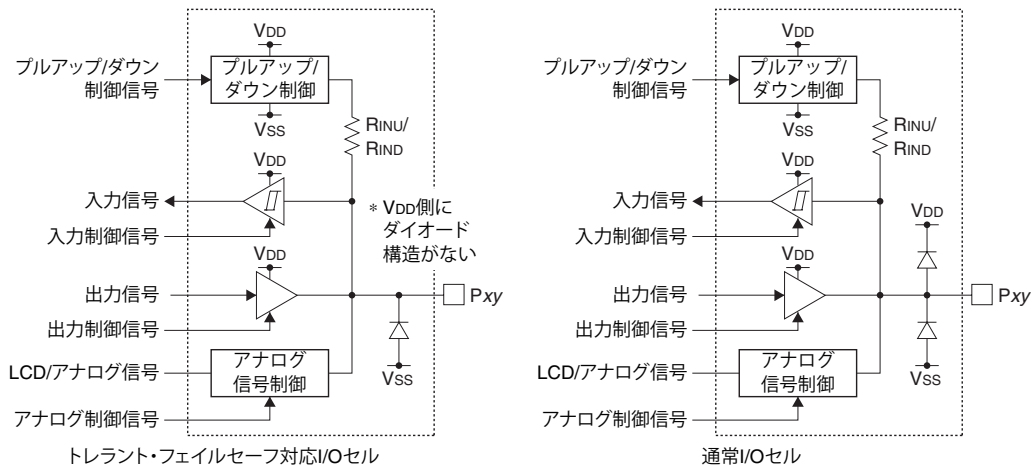 VDD
プルアップ/ダウン
制御信号
プルアップ/
ダウン制御
VSS
RINU/
RIND
VDD
入力信号
入力制御信号
* VDD側に
ダイオード
構造がない
VDD
出力信号
出力制御信号
Pxy
LCD/アナログ信号
アナログ
信号制御
VSS
アナログ制御信号
トレラント・フェイルセーフ対応I/Oセル
VDD
プルアップ/ダウン
制御信号
プルアップ/
ダウン制御
VSS
RINU/
RIND
VDD
入力信号
入力制御信号
VDD
VDD
出力信号
出力制御信号
Pxy
LCD/アナログ信号
アナログ
信号制御
VSS
アナログ制御信号
通常I/Oセル